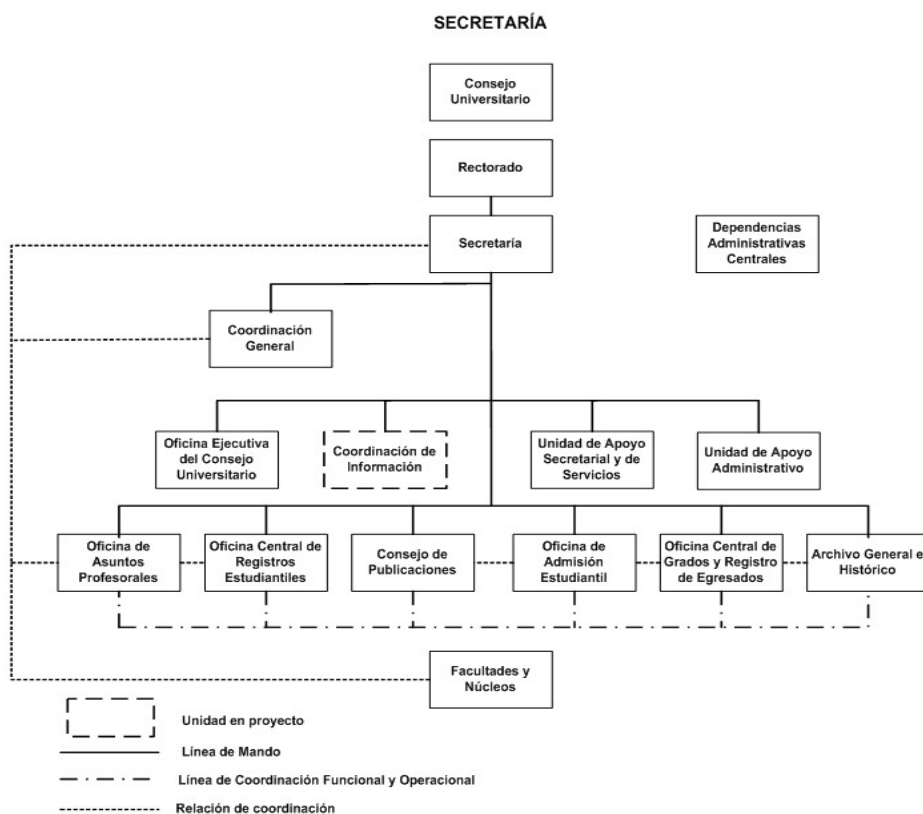 SECRETARÍA
Consejo
Universitario
Rectorado
Secretaría
Dependencias
Administrativas
Centrales
Coordinación
General
Oficina Ejecutiva
del Consejo
Universitario
Coordinación de
Información
Unidad de Apoyo
Secretarial y de
Servicios
Unidad de Apoyo
Administrativo
Oficina de
Asuntos
Profesorales
Oficina Central de
Registros
Estudiantiles
Consejo de
Publicaciones
Oficina de
Admisión
Estudiantil
Oficina Central de
Grados y Registro
de Egresados
Archivo General e
Histórico
Facultades y
Núcleos
Unidad en proyecto
Línea de Mando
Línea de Coordinación Funcional y Operacional
Relación de coordinación